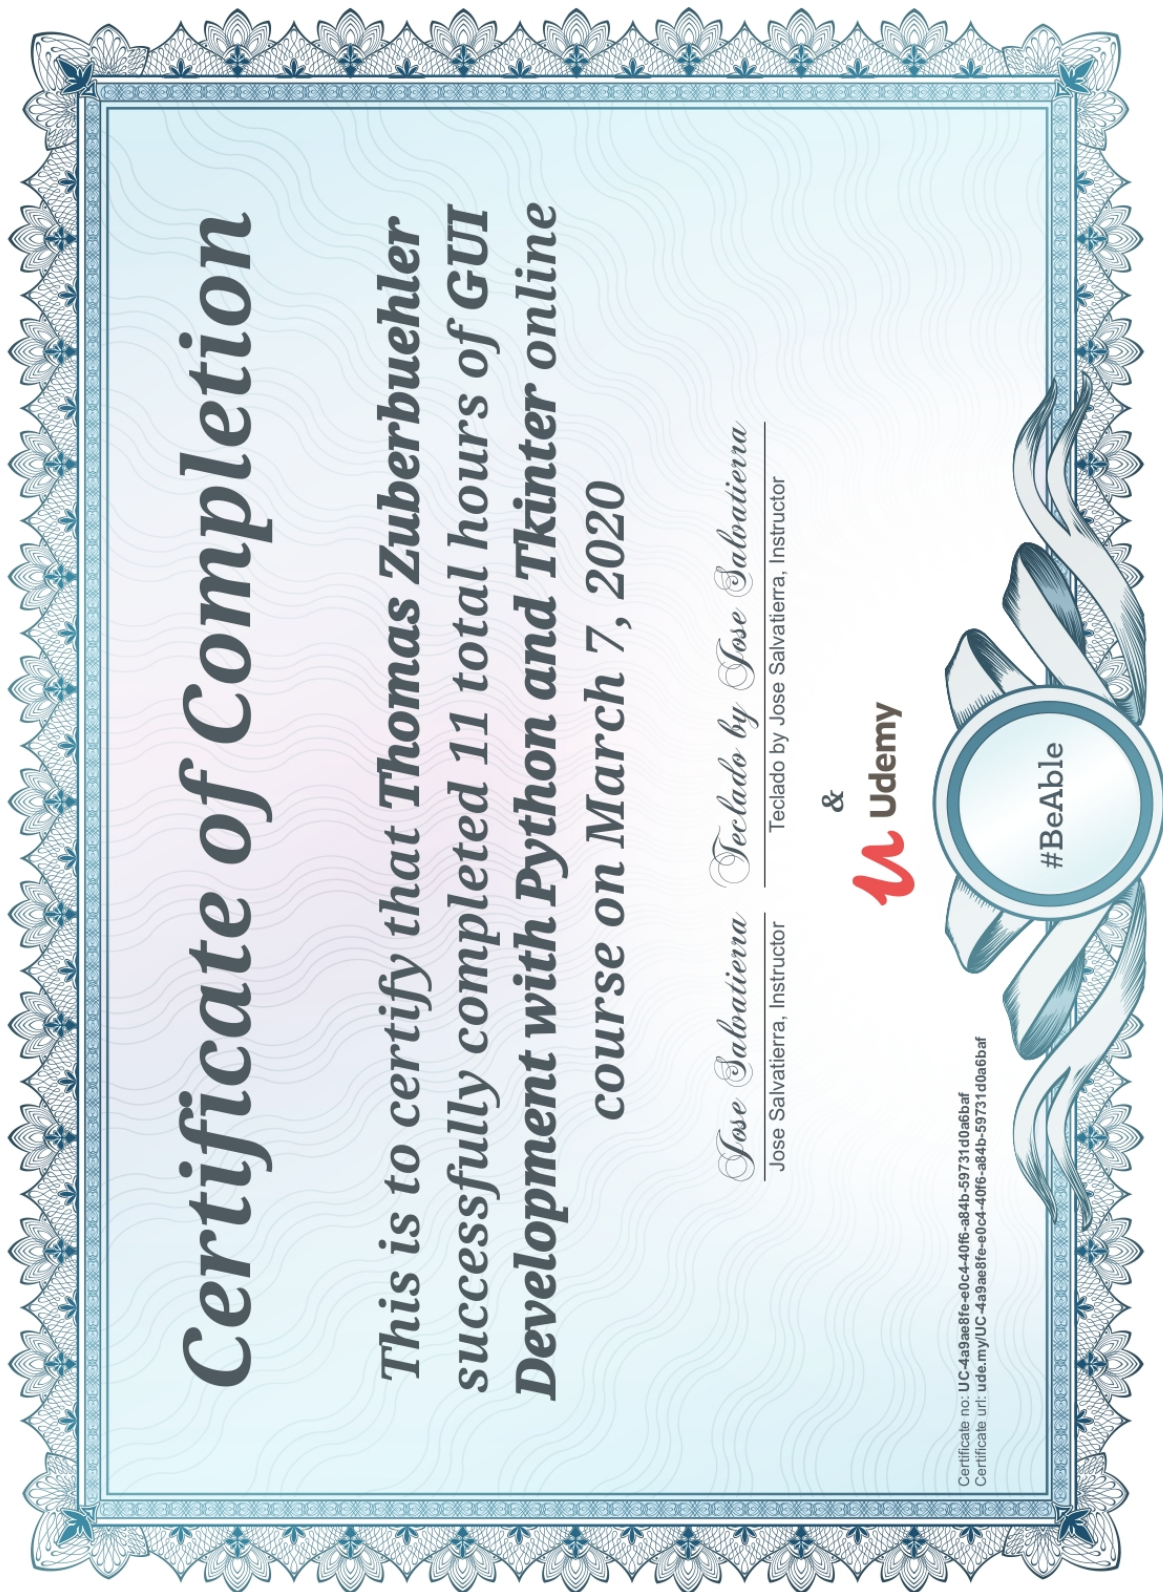 Certificate of Completion
This is to certify that Thomas Zuberbuehler
successfully completed 11 total hours of GUI
Development with Python and Tkinter online
course on March 7, 2020
Jose Salvatierra
Jose Salvatierra, Instructor
Teclado by Jose Salvatierra
Teclado by Jose Salvatierra, Instructor
&
Udemy
Certificate no: UC-4a9ae8fe-e0c4-40f6-a84b-59731d0a6baf
Certificate url: ude.my/UC-4a9ae8fe-e0c4-40f6-a84b-59731d0a6baf
#BeAble